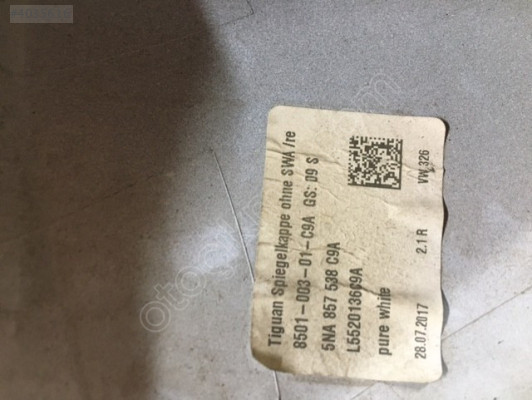 Tiguan Spiegelkappe ohne SWA /re
8501-003-01-C9A GS: 09 S
5NA 857 538 C9A
L5520136C9A
pure white
28.07.2017 2.1 R VW 326